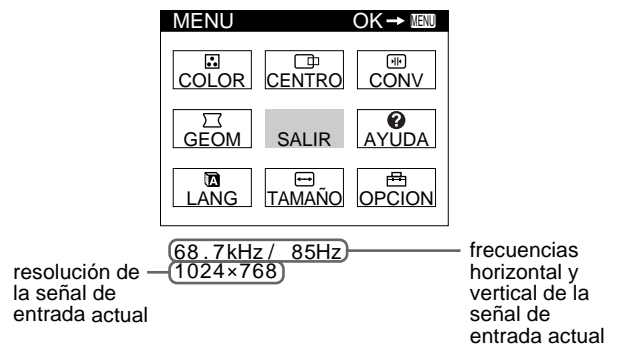 MENU OK→ MENU
COLOR CENTRO CONV
GEOM SALIR AYUDA
LANG TAMAÑO OPCION
68.7kHz/ 85Hz
1024×768
resolución de
la señal de
entrada actual
frecuencias
horizontal y
vertical de la
señal de
entrada actual